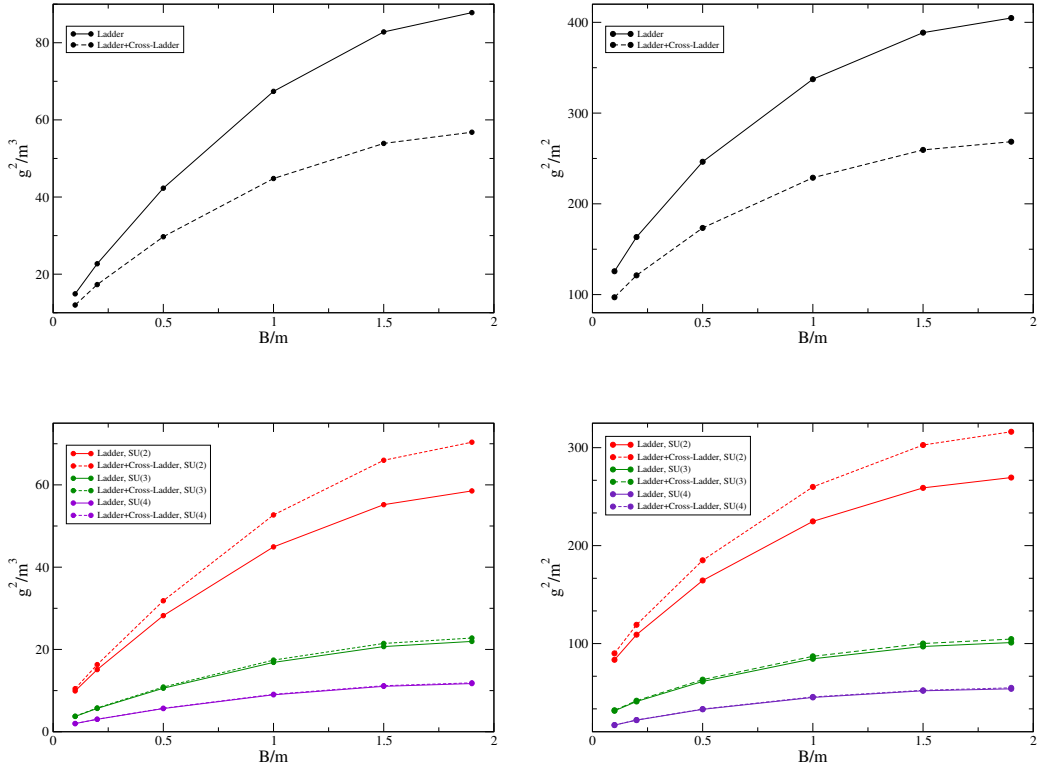 Ladder
Ladder+Cross-Ladder
80
60
40
20
g²/m³
0
0.5
1
1.5
2
B/m
Ladder
Ladder+Cross-Ladder
400
300
200
100
g²/m²
0
0.5
1
1.5
2
B/m
Ladder, SU(2)
Ladder+Cross-Ladder, SU(2)
Ladder, SU(3)
Ladder+Cross-Ladder, SU(3)
Ladder, SU(4)
Ladder+Cross-Ladder, SU(4)
60
40
20
0
g²/m³
0
0.5
1
1.5
2
B/m
Ladder, SU(2)
Ladder+Cross-Ladder, SU(2)
Ladder, SU(3)
Ladder+Cross-Ladder, SU(3)
Ladder, SU(4)
Ladder+Cross-Ladder, SU(4)
300
200
100
g²/m²
0
0.5
1
1.5
2
B/m